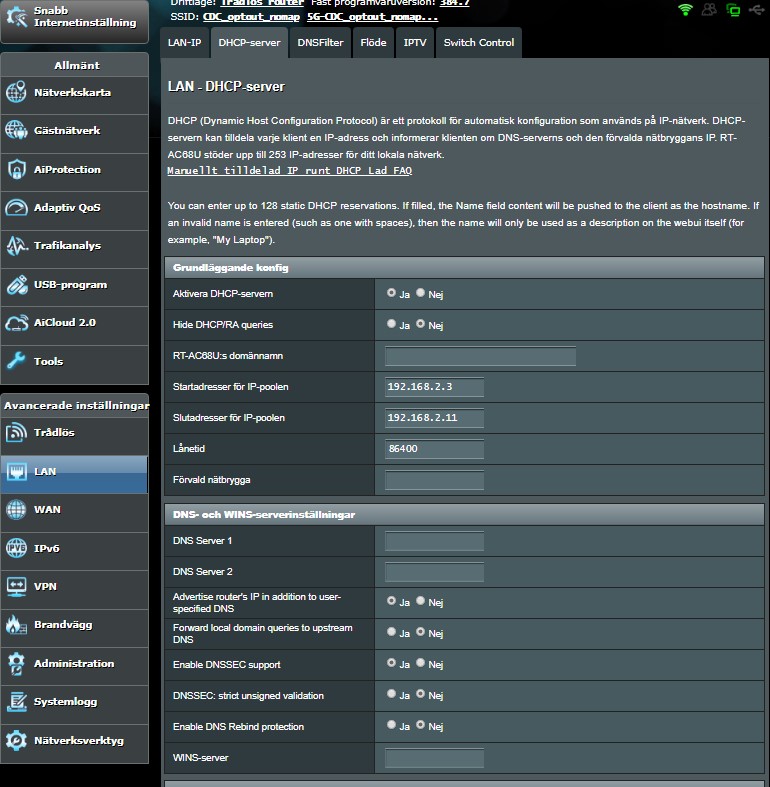 Snabb
Internetinställning
Driftläge: Trådlös router Fast programvaruversion: 384.7
SSID: CDC_optout_nomap 5G-CDC_optout_nomap...
Allmänt
Nätverkskarta
Gästnätverk
AiProtection
Adaptiv QoS
Trafikanalys
USB-program
AiCloud 2.0
Tools
Avancerade inställningar
Trådlös
LAN
WAN
IPv6
VPN
Brandvägg
Administration
Systemlogg
Nätverksverktyg
LAN-IP
DHCP-server
DNSFilter
Flöde
IPTV
Switch Control
LAN - DHCP-server
DHCP (Dynamic Host Configuration Protocol) är ett protokoll för automatisk konfiguration som används på IP-nätverk. DHCP-
servern kan tilldela varje klient en IP-adress och informerar klienten om DNS-serverns och den förvalda nätbryggans IP. RT-
AC68U stöder upp till 253 IP-adresser för ditt lokala nätverk.
Manuellt tilldelad IP runt DHCP Lad FAQ
You can enter up to 128 static DHCP reservations. If filled, the Name field content will be pushed to the client as the hostname. If
an invalid name is entered (such as one with spaces), then the name will only be used as a description on the webui itself (for
example, "My Laptop").
Grundläggande konfig
Aktivera DHCP-servern Ja Nej
Hide DHCP/RA queries Ja Nej
RT-AC68U:s domännamn
Startadresser för IP-poolen 192.168.2.3
Slutadresser för IP-poolen 192.168.2.11
Lånetid 86400
Förvald nätbrygga
DNS- och WINS-serverinställningar
DNS Server 1
DNS Server 2
Advertise router's IP in addition to user-
specified DNS Ja Nej
Forward local domain queries to upstream
DNS Ja Nej
Enable DNSSEC support Ja Nej
DNSSEC: strict unsigned validation Ja Nej
Enable DNS Rebind protection Ja Nej
WINS-server